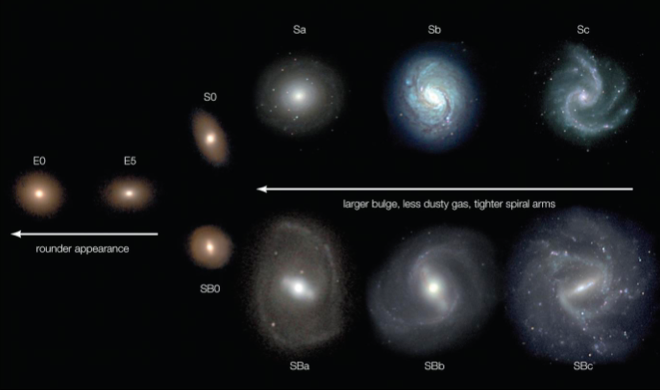 Sa
Sb
Sc
S0
E0
E5
larger bulge, less dusty gas, tighter spiral arms
rounder appearance
SB0
SBa
SBb
SBc